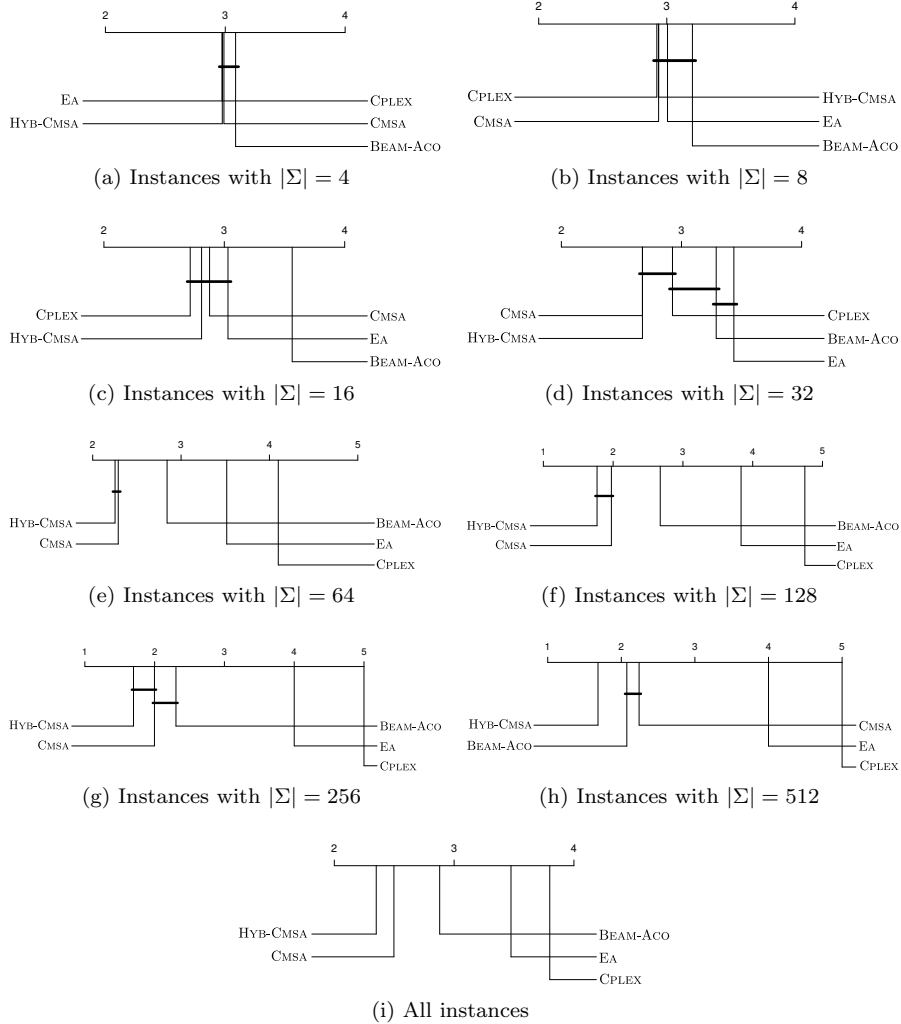 2 3 4
EA CPLEX
HYB-CMSA CMSA
BEAM-ACO
(a) Instances with |Σ| = 4
2 3 4
CPLEX HYB-CMSA
CMSA EA
BEAM-ACO
(b) Instances with |Σ| = 8
2 3 4
CPLEX CMSA
HYB-CMSA EA
BEAM-ACO
(c) Instances with |Σ| = 16
2 3 4
CMSA CPLEX
HYB-CMSA BEAM-ACO
EA
(d) Instances with |Σ| = 32
2 3 4 5
HYB-CMSA BEAM-ACO
CMSA EA
CPLEX
(e) Instances with |Σ| = 64
1 2 3 4 5
HYB-CMSA BEAM-ACO
CMSA EA
CPLEX
(f) Instances with |Σ| = 128
1 2 3 4 5
HYB-CMSA BEAM-ACO
CMSA EA
CPLEX
(g) Instances with |Σ| = 256
1 2 3 4 5
HYB-CMSA CMSA
BEAM-ACO EA
CPLEX
(h) Instances with |Σ| = 512
2 3 4
HYB-CMSA BEAM-ACO
CMSA EA
CPLEX
(i) All instances